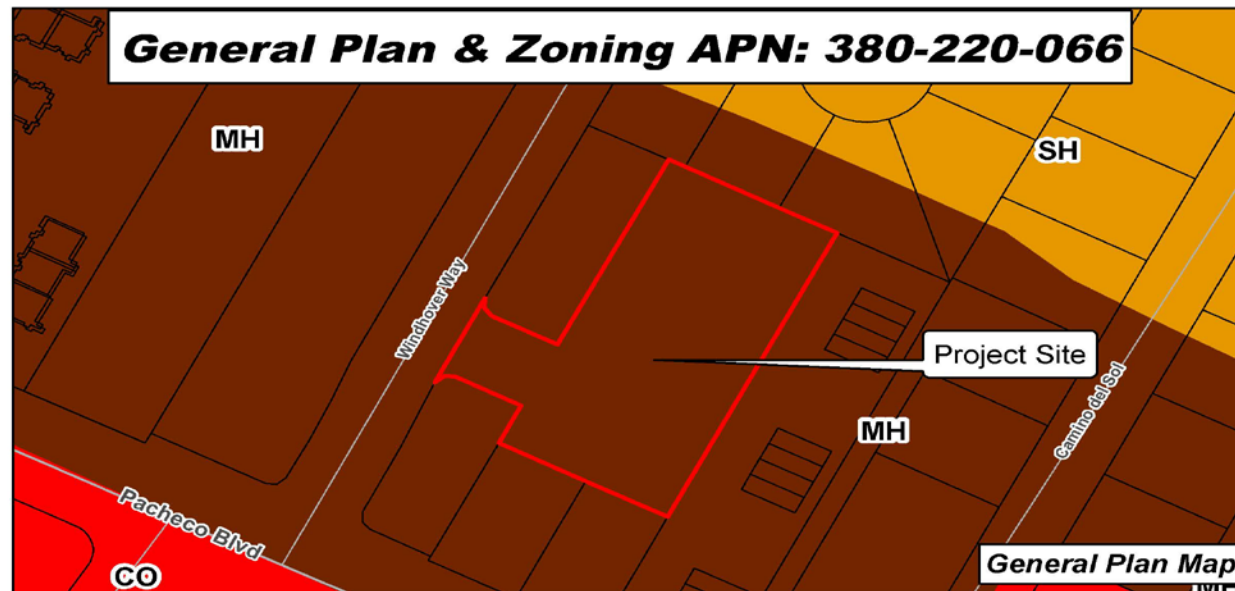 General Plan & Zoning APN: 380-220-066
MH
SH
Windhover Way
Project Site
MH
Camino del Sol
Pacheco Blvd
CO
General Plan Map